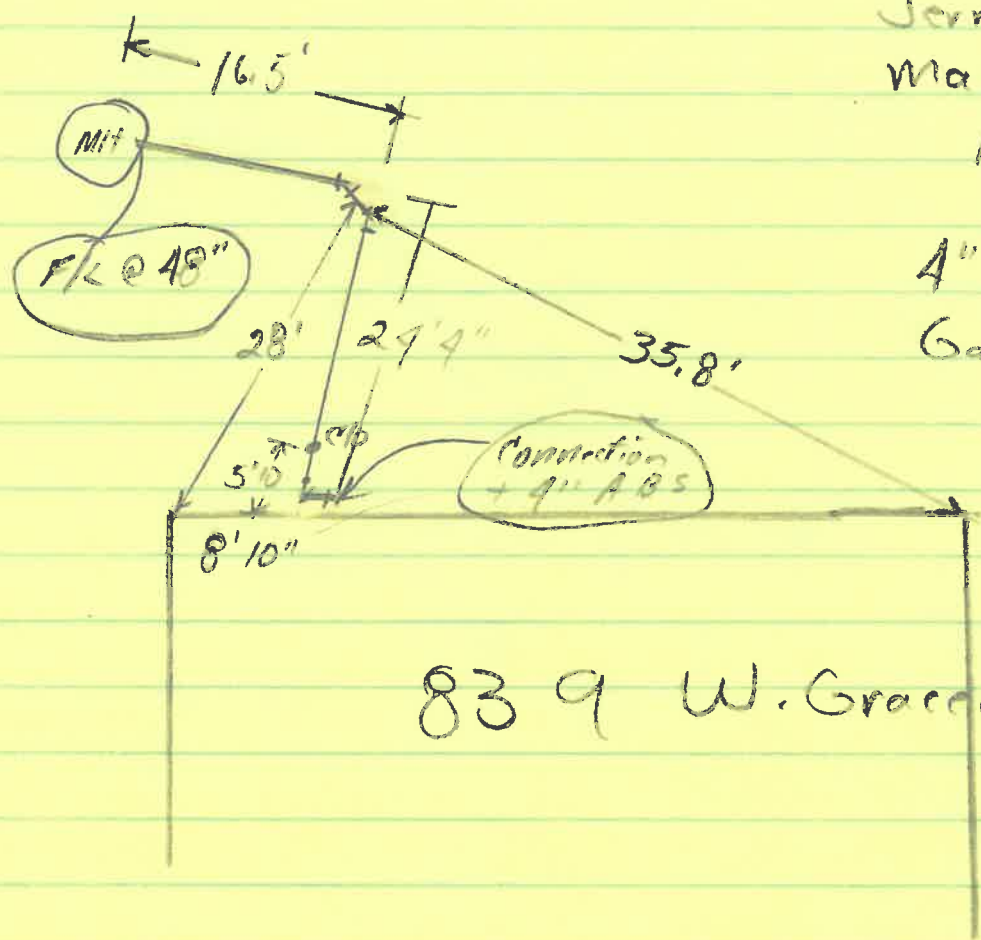 16.5'
Ma
MH
F/L @ 48"
4"
28'
24'4"
35.8'
C/O
5'10
Connection
4" ABS
8'10"
839 W. Grace